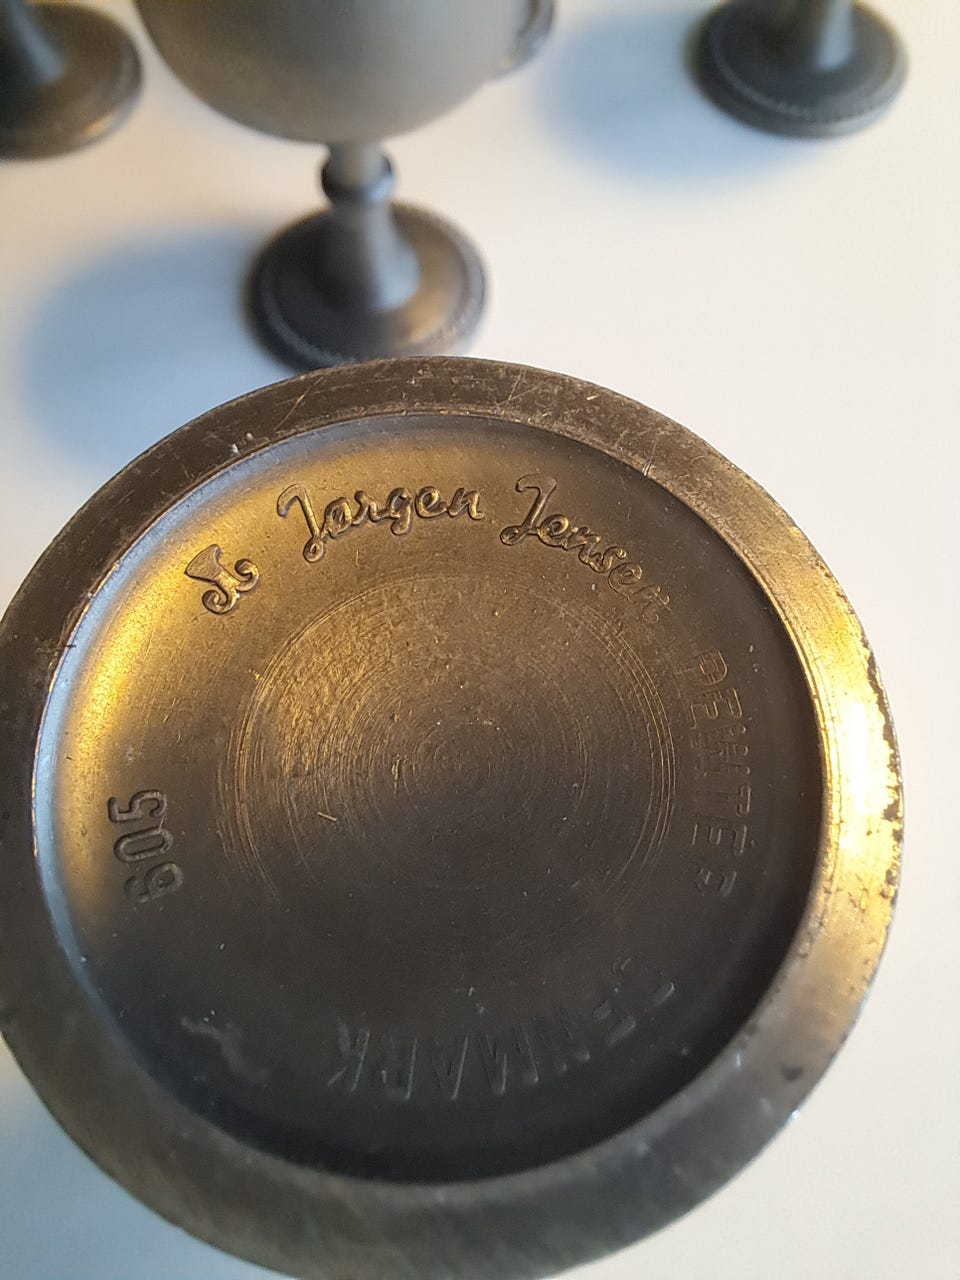 Jørgen Jensen
PEWTER
DENMARK
605